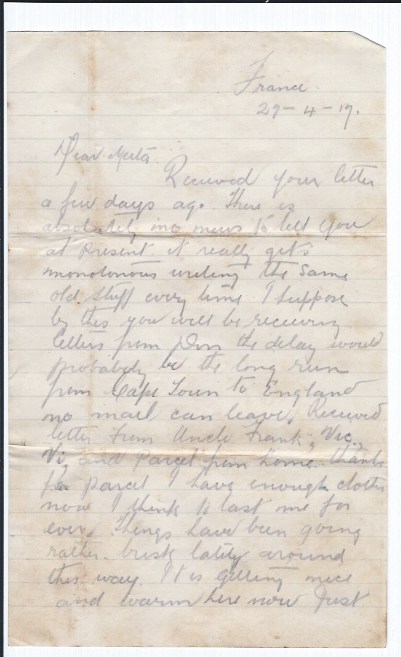 France.
29-4-17.
Dear Meta.
Received your letter
a few days ago. There is
absolutely no news to tell you
at Present it really gets
monotonous writing the same
old stuff every time. I suppose
by this you will be receiving
letters from Don the delay would
probably be the long run
from Cape Town to England
no mail can leave. Received
letter from Uncle Frank, Vic,
Vi and Parcel from home. Thanks
for Parcel I have enough clothes
now I think to last me for
ever. Things have been going
rather brisk lately around
this way. It is getting nice
and warm here now Just